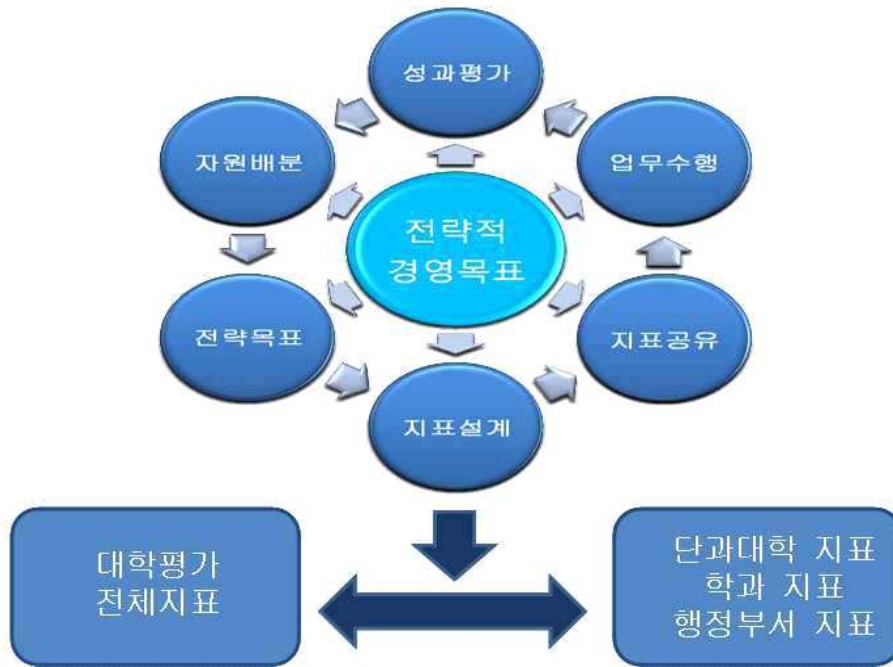 성과평가
자원배분
업무수행
전략적
경영목표
전략목표
지표공유
지표설계
대학평가
전체지표
단과대학 지표
학과 지표
행정부서 지표